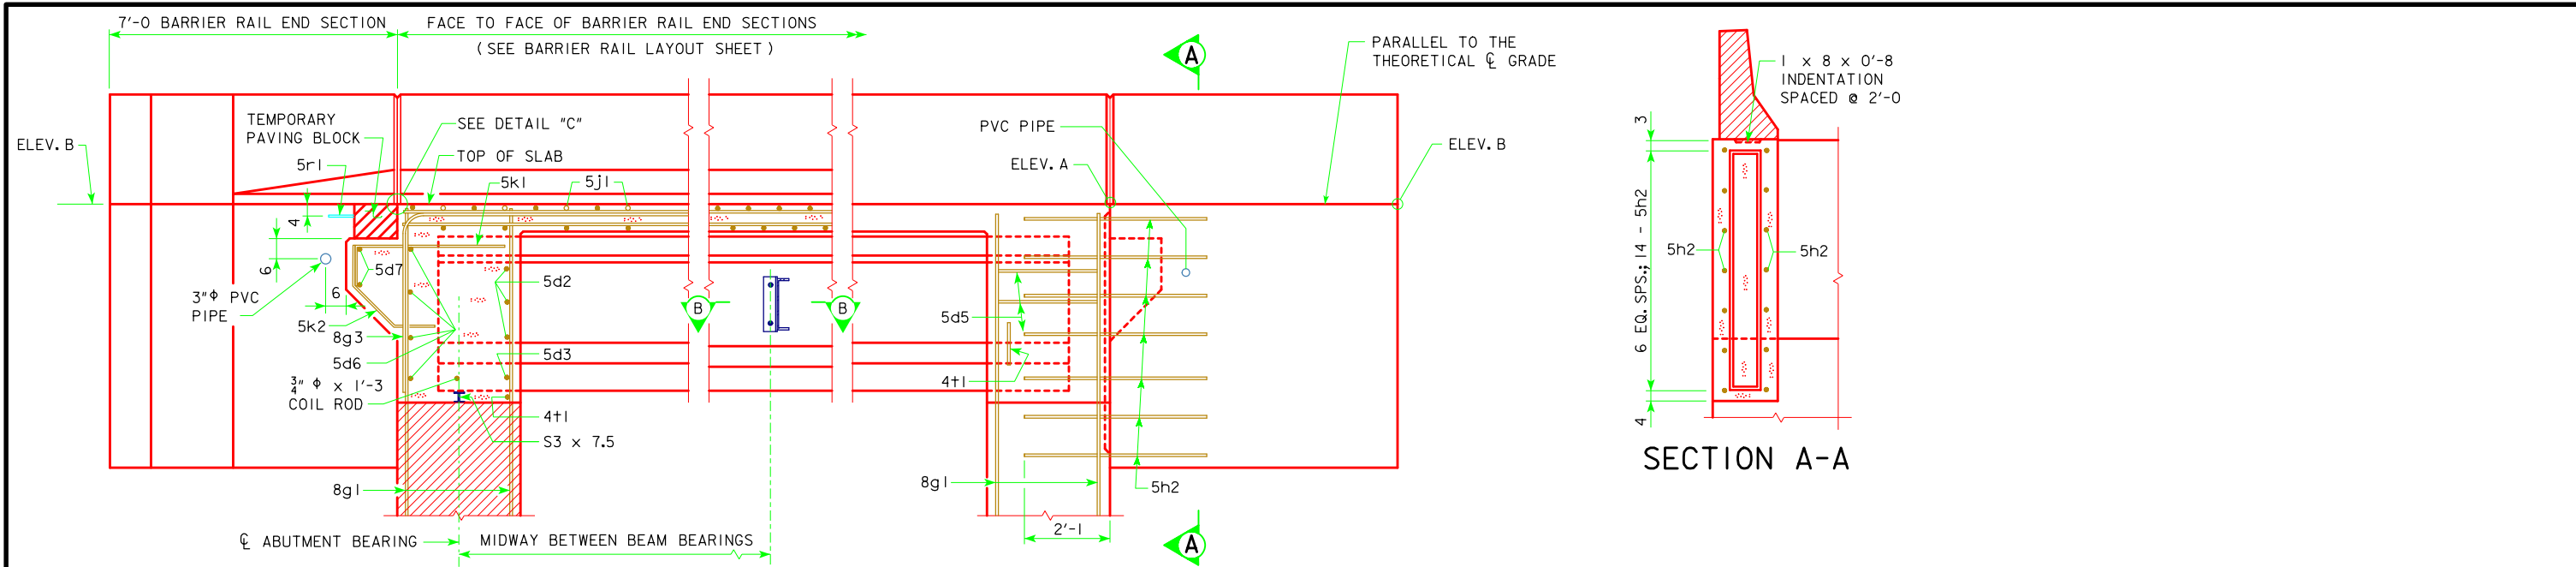 7'-0 BARRIER RAIL END SECTION
FACE TO FACE OF BARRIER RAIL END SECTIONS
(SEE BARRIER RAIL LAYOUT SHEET)
A
PARALLEL TO THE
THEORETICAL ℄ GRADE
1 x 8 x 0'-8
INDENTATION
SPACED @ 2'-0
TEMPORARY
PAVING BLOCK
SEE DETAIL "C"
PVC PIPE
ELEV. B
ELEV. B
TOP OF SLAB
ELEV. A
5r1
5k1
5j1
4
6
6
5d7
5d2
3"ϕ PVC
PIPE
5k2
8g3
5d6
B
B
5d5
5d3
4t1
¾" ϕ x 1'-3
COIL ROD
4t1
S3 x 7.5
8g1
8g1
5h2
2'-1
℄ ABUTMENT BEARING
MIDWAY BETWEEN BEAM BEARINGS
A
3
6 EQ. SPS.; 14 - 5h2
4
5h2
5h2
SECTION A-A